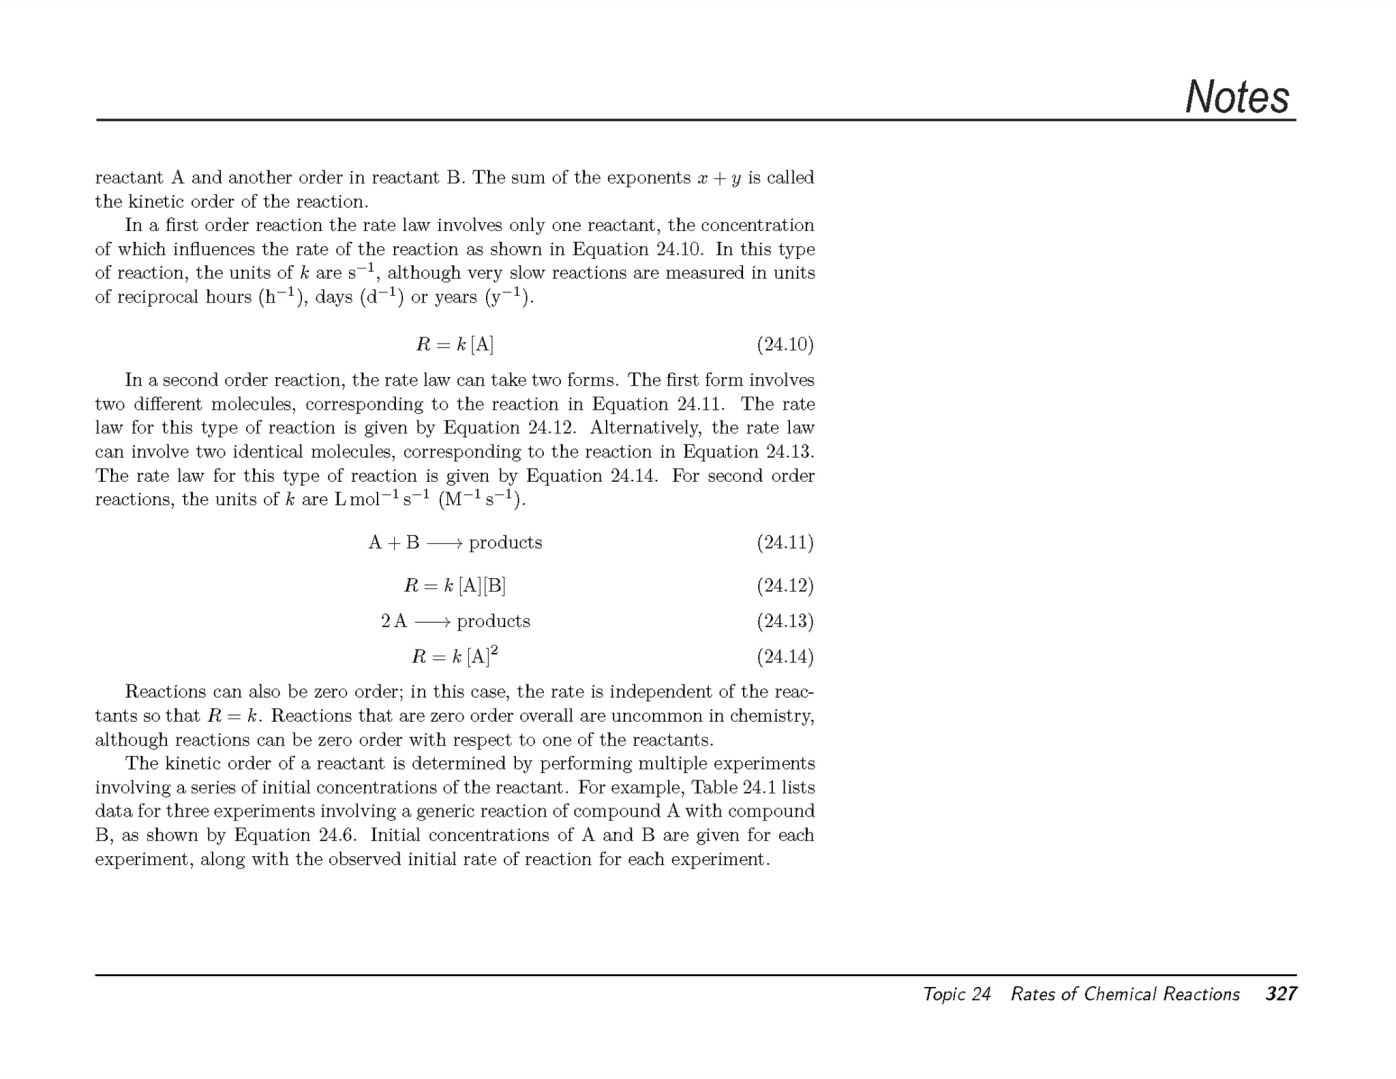 Notes
reactant A and another order in reactant B. The sum of the exponents x + y is called
the kinetic order of the reaction.
In a first order reaction the rate law involves only one reactant, the concentration
of which influences the rate of the reaction as shown in Equation 24.10. In this type
of reaction, the units of k are s⁻¹, although very slow reactions are measured in units
of reciprocal hours (h⁻¹), days (d⁻¹) or years (y⁻¹).
R = k [A] (24.10)
In a second order reaction, the rate law can take two forms. The first form involves
two different molecules, corresponding to the reaction in Equation 24.11. The rate
law for this type of reaction is given by Equation 24.12. Alternatively, the rate law
can involve two identical molecules, corresponding to the reaction in Equation 24.13.
The rate law for this type of reaction is given by Equation 24.14. For second order
reactions, the units of k are L mol⁻¹ s⁻¹ (M⁻¹ s⁻¹).
A + B ⟶ products (24.11)
R = k [A][B] (24.12)
2 A ⟶ products (24.13)
R = k [A]² (24.14)
Reactions can also be zero order; in this case, the rate is independent of the reac-
tants so that R = k. Reactions that are zero order overall are uncommon in chemistry,
although reactions can be zero order with respect to one of the reactants.
The kinetic order of a reactant is determined by performing multiple experiments
involving a series of initial concentrations of the reactant. For example, Table 24.1 lists
data for three experiments involving a generic reaction of compound A with compound
B, as shown by Equation 24.6. Initial concentrations of A and B are given for each
experiment, along with the observed initial rate of reaction for each experiment.
Topic 24 Rates of Chemical Reactions 327